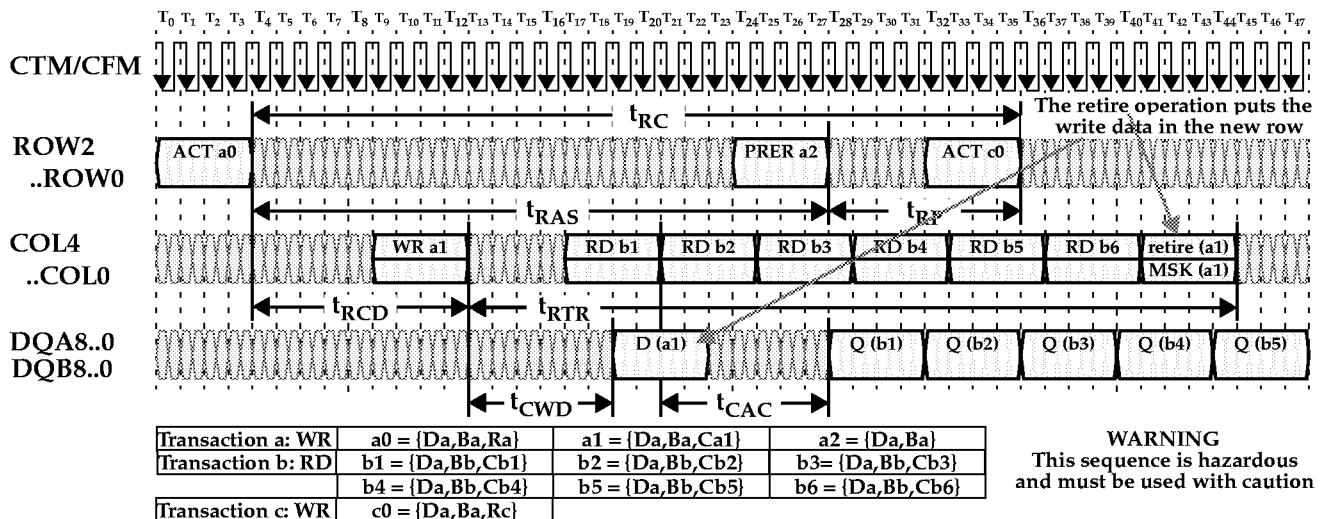 T0 T1 T2 T3 T4 T5 T6 T7 T8 T9 T10 T11 T12 T13 T14 T15 T16 T17 T18 T19 T20 T21 T22 T23 T24 T25 T26 T27 T28 T29 T30 T31 T32 T33 T34 T35 T36 T37 T38 T39 T40 T41 T42 T43 T44 T45 T46 T47
CTM/CFM
The retire operation puts the
write data in the new row
tRC
ROW2
..ROW0
ACT a0 PRER a2 ACT c0
tRAS tRP
COL4
..COL0
WR a1 RD b1 RD b2 RD b3 RD b4 RD b5 RD b6 retire (a1)
MSK (a1)
tRCD tRTR
DQA8..0
DQB8..0
D (a1) Q (b1) Q (b2) Q (b3) Q (b4) Q (b5)
tCWD tCAC
Transaction a: WR a0 = {Da,Ba,Ra} a1 = {Da,Ba,Ca1} a2 = {Da,Ba}
Transaction b: RD b1 = {Da,Bb,Cb1} b2 = {Da,Bb,Cb2} b3= {Da,Bb,Cb3}
b4 = {Da,Bb,Cb4} b5 = {Da,Bb,Cb5} b6 = {Da,Bb,Cb6}
Transaction c: WR c0 = {Da,Ba,Rc}
WARNING
This sequence is hazardous
and must be used with caution